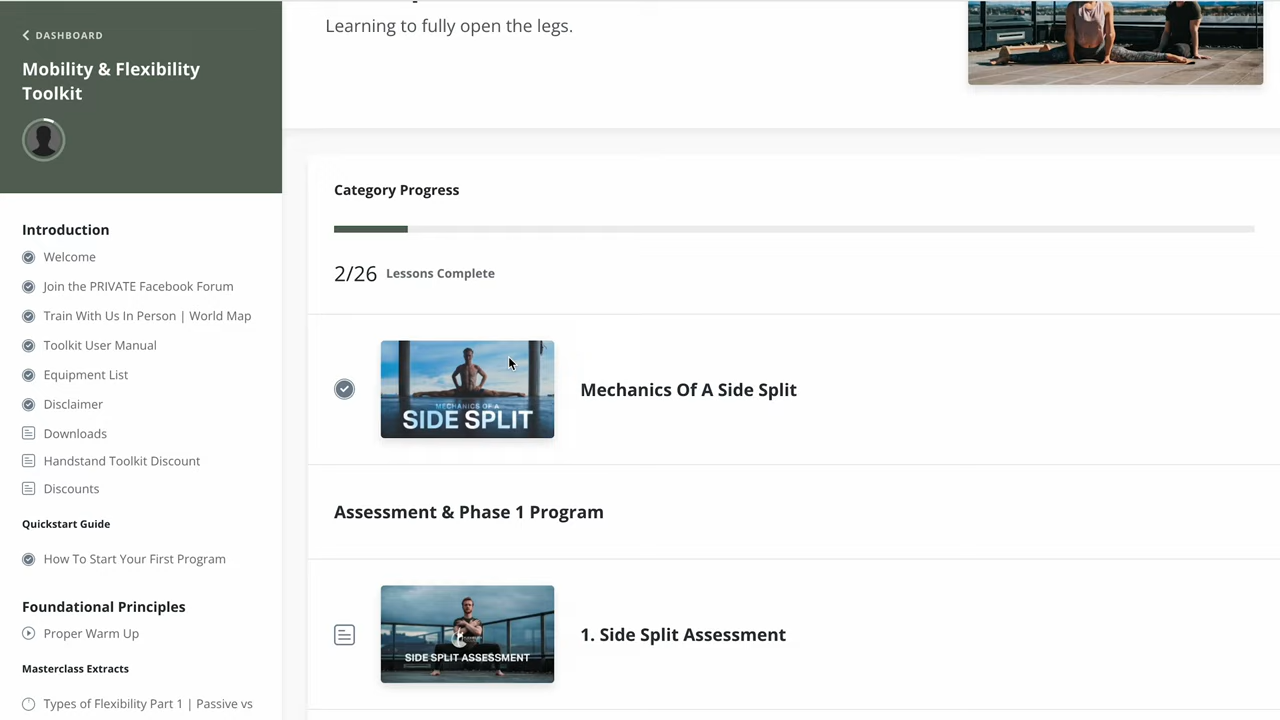 DASHBOARD
Mobility & Flexibility
Toolkit
Introduction
Welcome
Join the PRIVATE Facebook Forum
Train With Us In Person | World Map
Toolkit User Manual
Equipment List
Disclaimer
Downloads
Handstand Toolkit Discount
Discounts
Quickstart Guide
How To Start Your First Program
Foundational Principles
Proper Warm Up
Masterclass Extracts
Types of Flexibility Part 1 | Passive vs
Learning to fully open the legs.
Category Progress
2/26 Lessons Complete
MECHANICS OF A
SIDE SPLIT
Mechanics Of A Side Split
Assessment & Phase 1 Program
SIDE SPLIT ASSESSMENT
1. Side Split Assessment